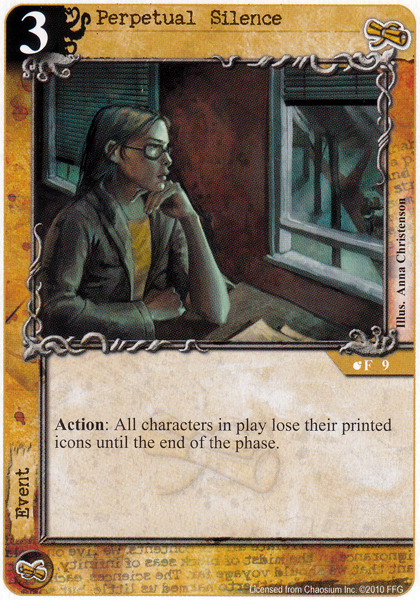 3
Perpetual Silence
Illus. Anna Christenson
F 9
Action: All characters in play lose their printed
icons until the end of the phase.
Event
Licensed from Chaosium Inc. ©2010 FFG